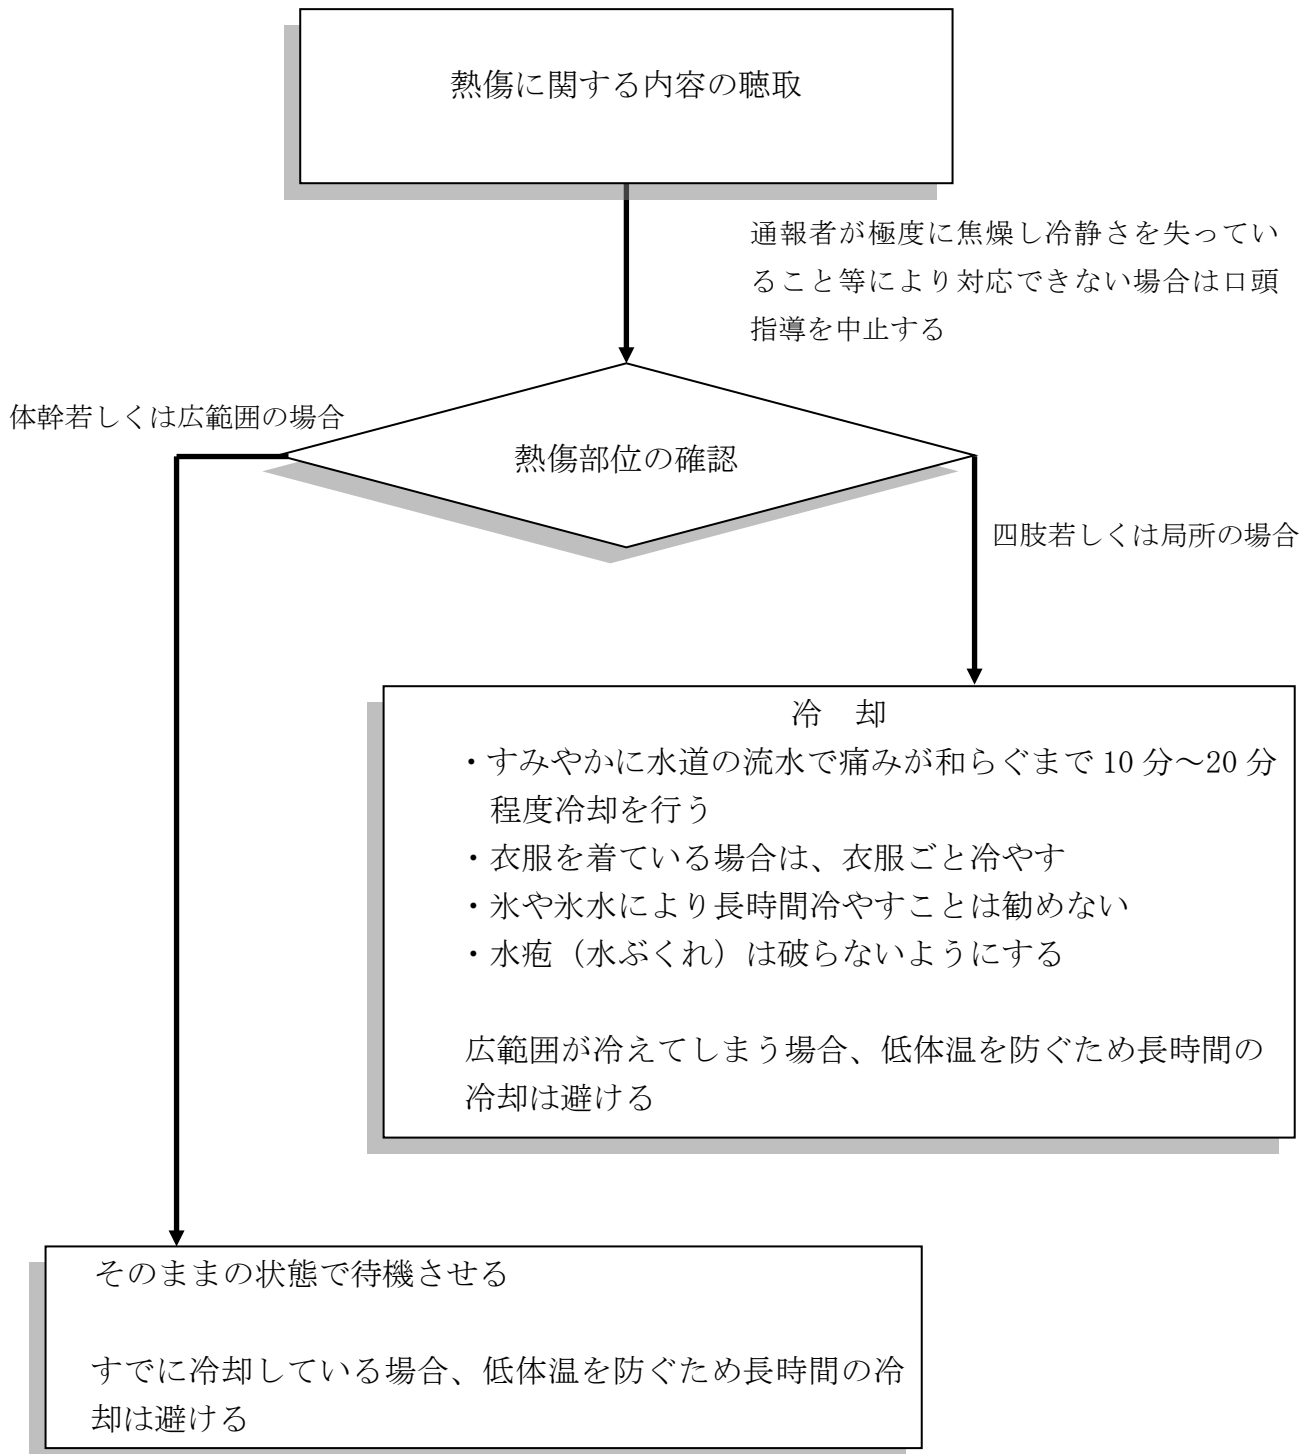 熱傷に関する内容の聴取
通報者が極度に焦燥し冷静さを失ってい
ること等により対応できない場合は口頭
指導を中止する
体幹若しくは広範囲の場合
熱傷部位の確認
四肢若しくは局所の場合
冷　却
・すみやかに水道の流水で痛みが和らぐまで 10 分～20 分
程度冷却を行う
・衣服を着ている場合は、衣服ごと冷やす
・氷や氷水により長時間冷やすことは勧めない
・水疱（水ぶくれ）は破らないようにする
広範囲が冷えてしまう場合、低体温を防ぐため長時間の
冷却は避ける
そのままの状態で待機させる
すでに冷却している場合、低体温を防ぐため長時間の冷
却は避ける